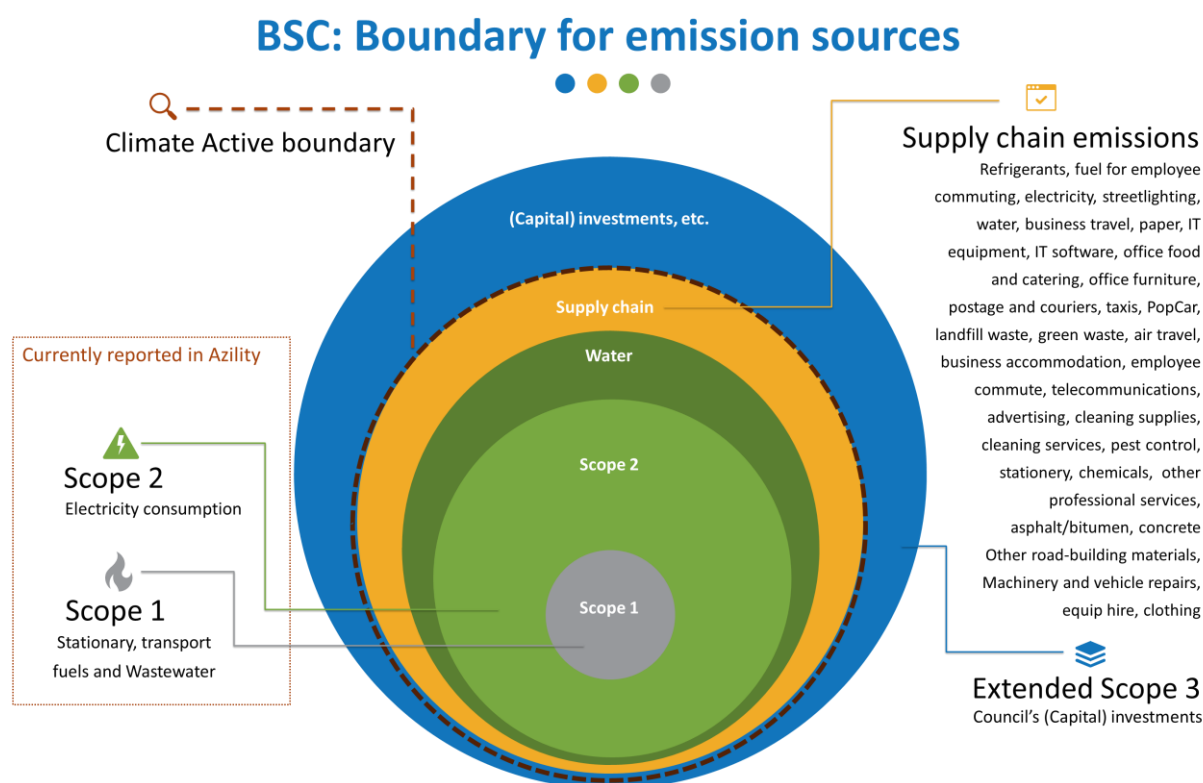 BSC: Boundary for emission sources
Climate Active boundary
Supply chain emissions
Refrigerants, fuel for employee
commuting, electricity, streetlighting,
water, business travel, paper, IT
equipment, IT software, office food
and catering, office furniture,
postage and couriers, taxis, PopCar,
landfill waste, green waste, air travel,
business accommodation, employee
commute, telecommunications,
advertising, cleaning supplies,
cleaning services, pest control,
stationery, chemicals, other
professional services,
asphalt/bitumen, concrete
Other road-building materials,
Machinery and vehicle repairs,
equip hire, clothing
(Capital) investments, etc.
Supply chain
Water
Scope 2
Scope 1
Currently reported in Azility
Scope 2
Electricity consumption
Scope 1
Stationary, transport
fuels and Wastewater
Extended Scope 3
Council's (Capital) investments